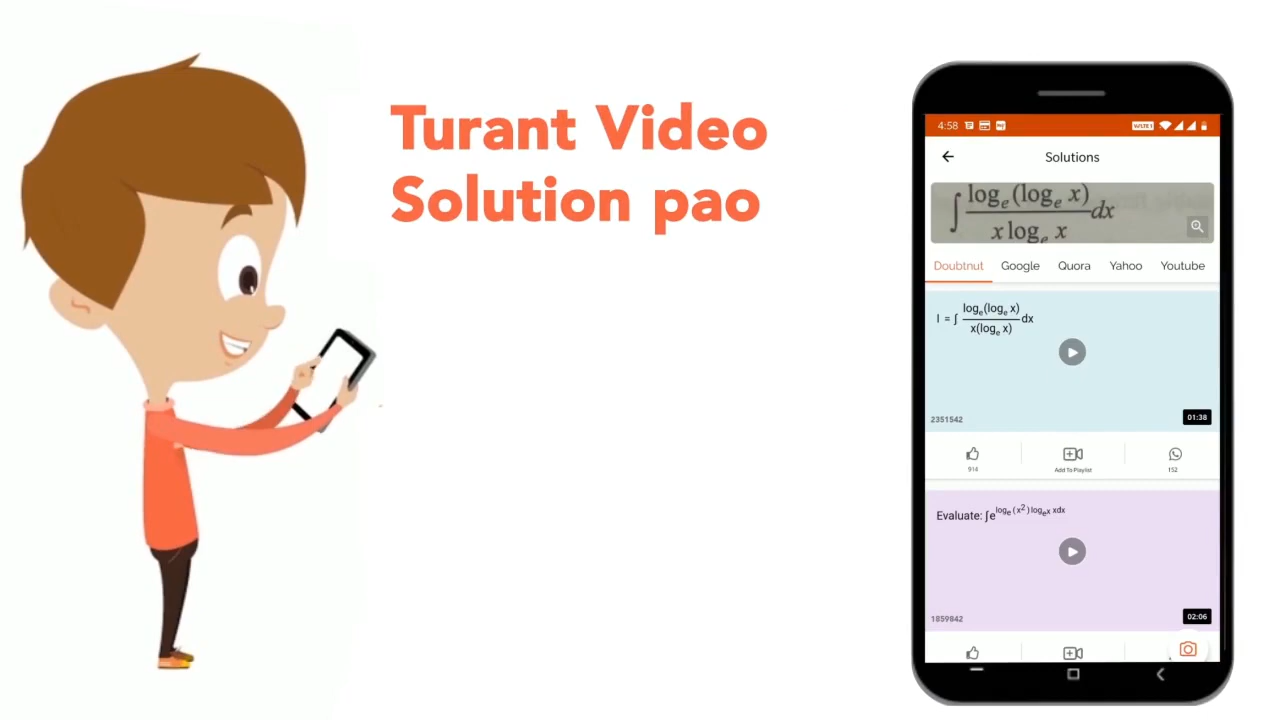 Turant Video
Solution pao
4:58
VoLTE1
Solutions
∫ logₑ(logₑ x) / x logₑ x dx
Doubtnut Google Quora Yahoo Youtube
I = ∫ logₑ(logₑ x) / x(logₑ x) dx
2351542 01:38
914 Add To Playlist 152
Evaluate: ∫e^logₑ(x²)logₑx xdx
1859842 02:06